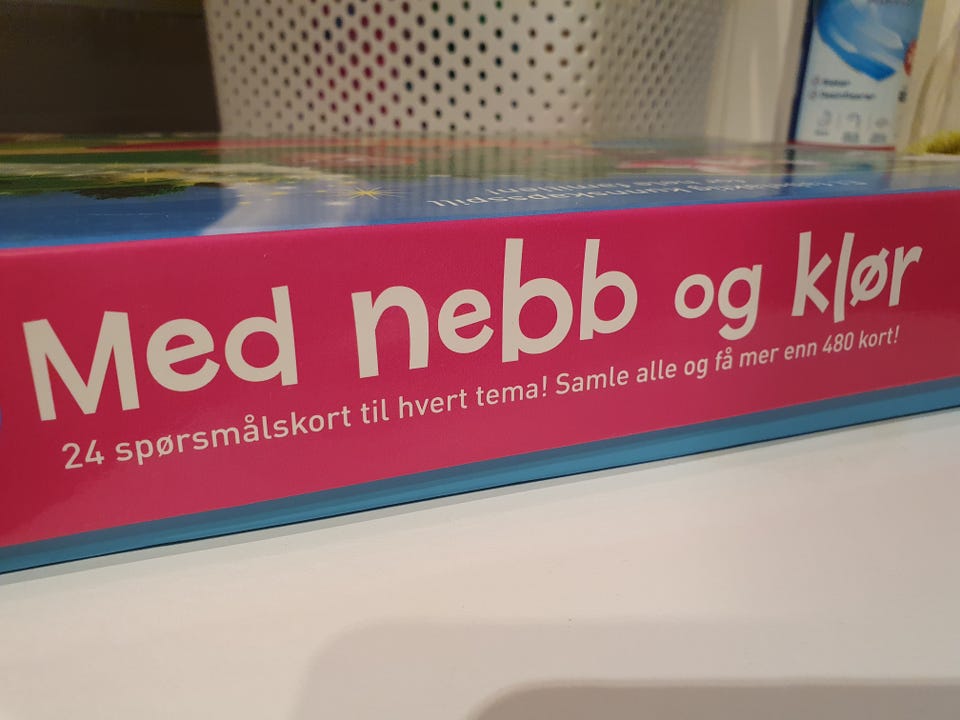 Med nebb og klør
24 spørsmålskort til hvert tema! Samle alle og få mer enn 480 kort!